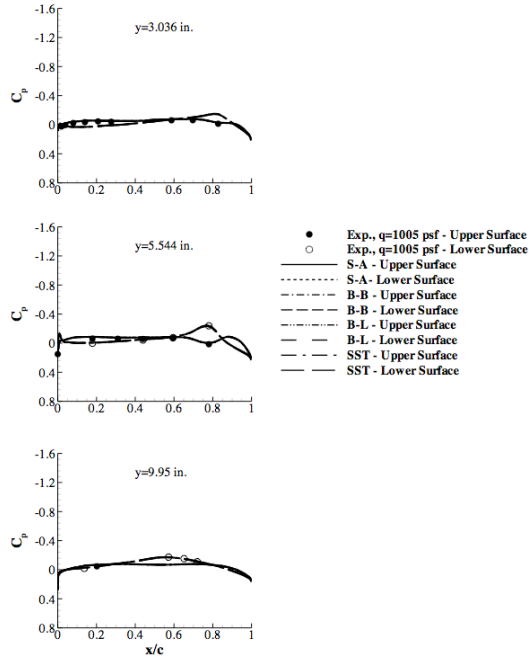 -1.6
y=3.036 in.
-1.2
-0.8
Cp
-0.4
0
0.4
0.8
0 0.2 0.4 0.6 0.8 1
-1.6
y=5.544 in.
-1.2
-0.8
Cp
-0.4
0
0.4
0.8
0 0.2 0.4 0.6 0.8 1
Exp., q=1005 psf - Upper Surface
Exp., q=1005 psf - Lower Surface
S-A - Upper Surface
S-A - Lower Surface
B-B - Upper Surface
B-B - Lower Surface
B-L - Upper Surface
B-L - Lower Surface
SST - Upper Surface
SST - Lower Surface
-1.6
y=9.95 in.
-1.2
-0.8
Cp
-0.4
0
0.4
0.8
0 0.2 0.4 0.6 0.8 1
x/c